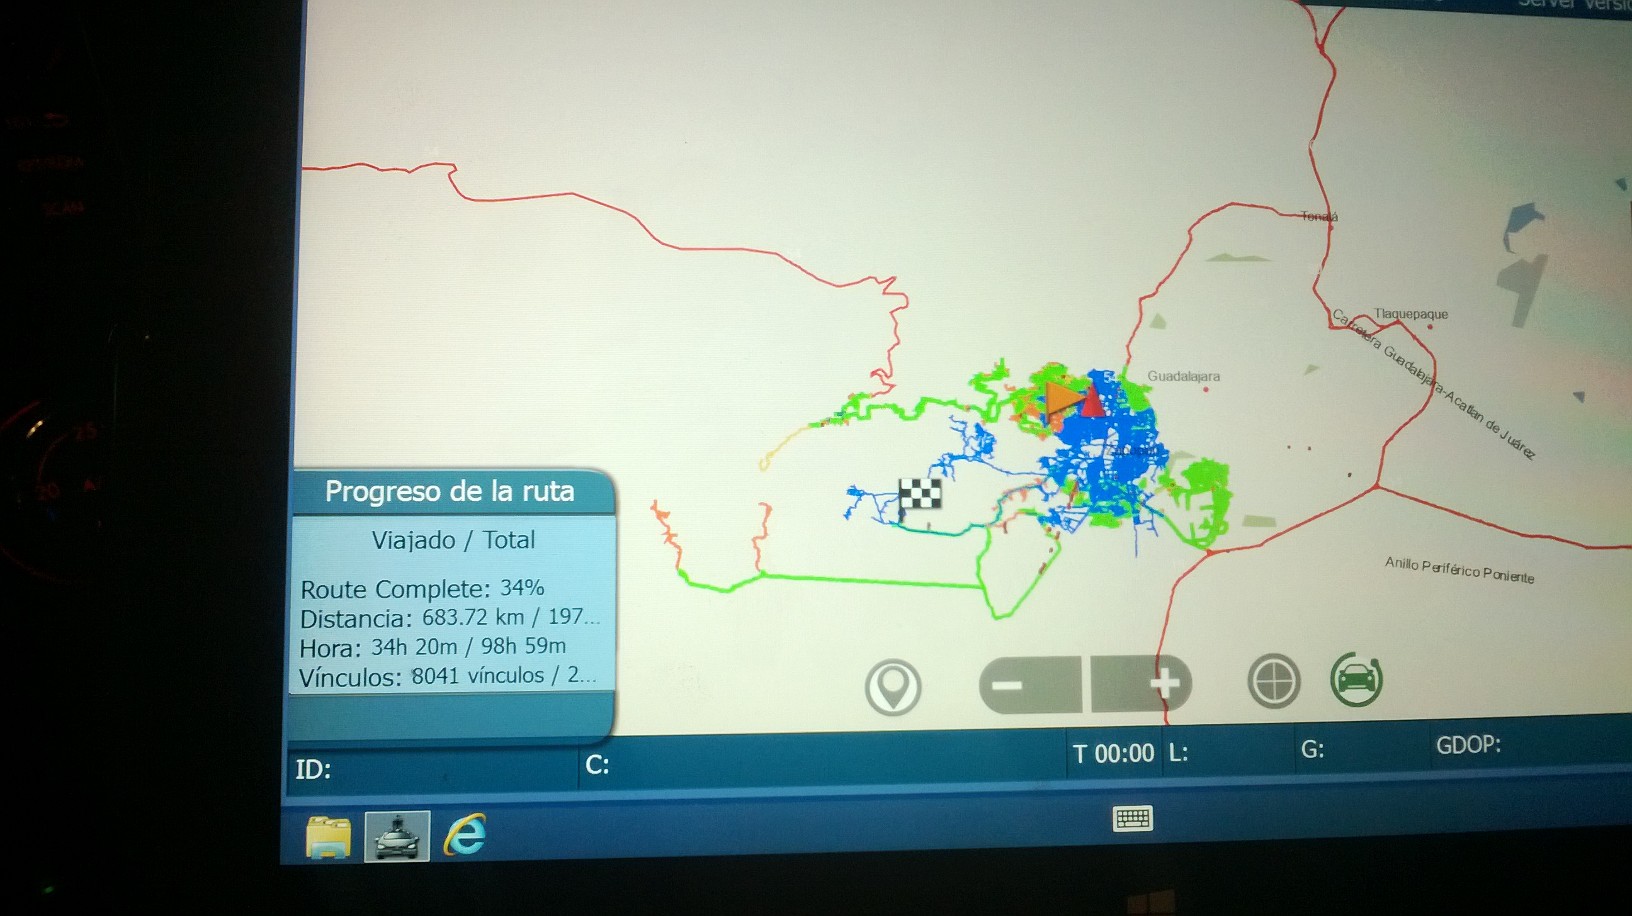 Server Versi
Tonalá
Tlaquepaque
Carretera Guadalajara-Acatlan de Juárez
Guadalajara
Anillo Periférico Poniente
Progreso de la ruta
Viajado / Total
Route Complete: 34%
Distancia: 683.72 km / 197...
Hora: 34h 20m / 98h 59m
Vínculos: 8041 vínculos / 2...
ID:
C:
T 00:00
L:
G:
GDOP:
SCAN